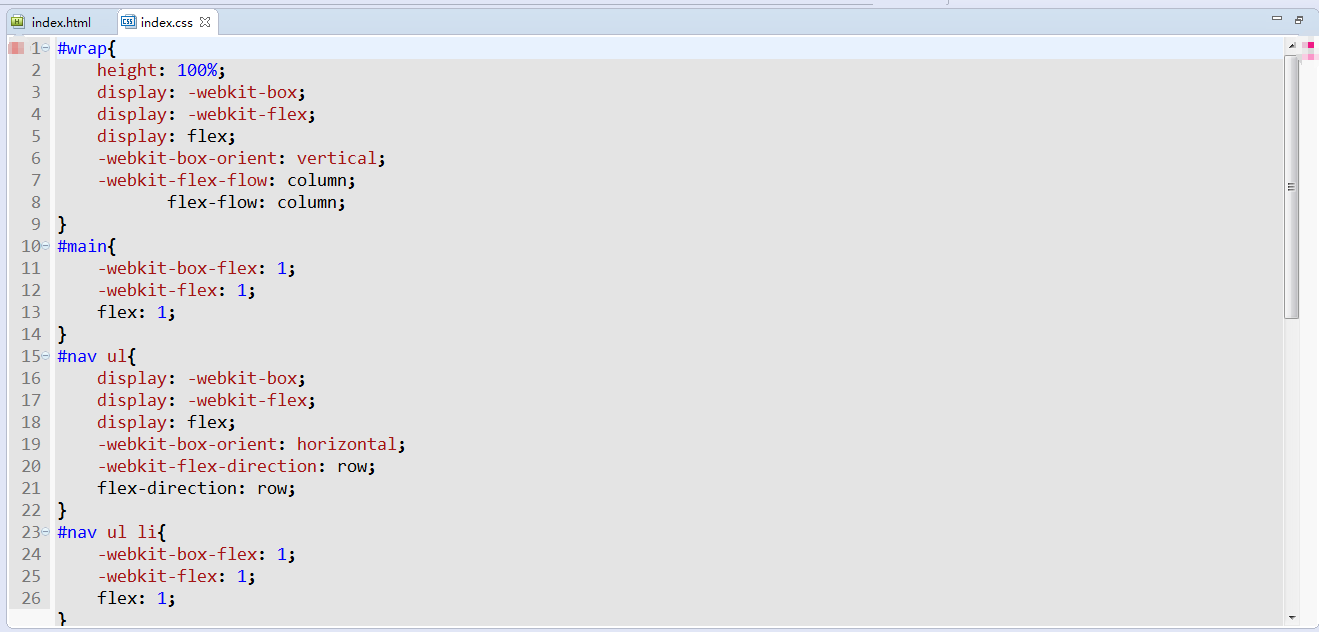 index.html index.css
1 #wrap{
2     height: 100%;
3     display: -webkit-box;
4     display: -webkit-flex;
5     display: flex;
6     -webkit-box-orient: vertical;
7     -webkit-flex-flow: column;
8            flex-flow: column;
9 }
10 #main{
11     -webkit-box-flex: 1;
12     -webkit-flex: 1;
13     flex: 1;
14 }
15 #nav ul{
16     display: -webkit-box;
17     display: -webkit-flex;
18     display: flex;
19     -webkit-box-orient: horizontal;
20     -webkit-flex-direction: row;
21     flex-direction: row;
22 }
23 #nav ul li{
24     -webkit-box-flex: 1;
25     -webkit-flex: 1;
26     flex: 1;
}